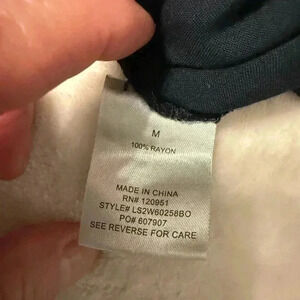 M
100% RAYON
MADE IN CHINA
RN# 120951
STYLE# LS2W60258BO
PO# 607907
SEE REVERSE FOR CARE